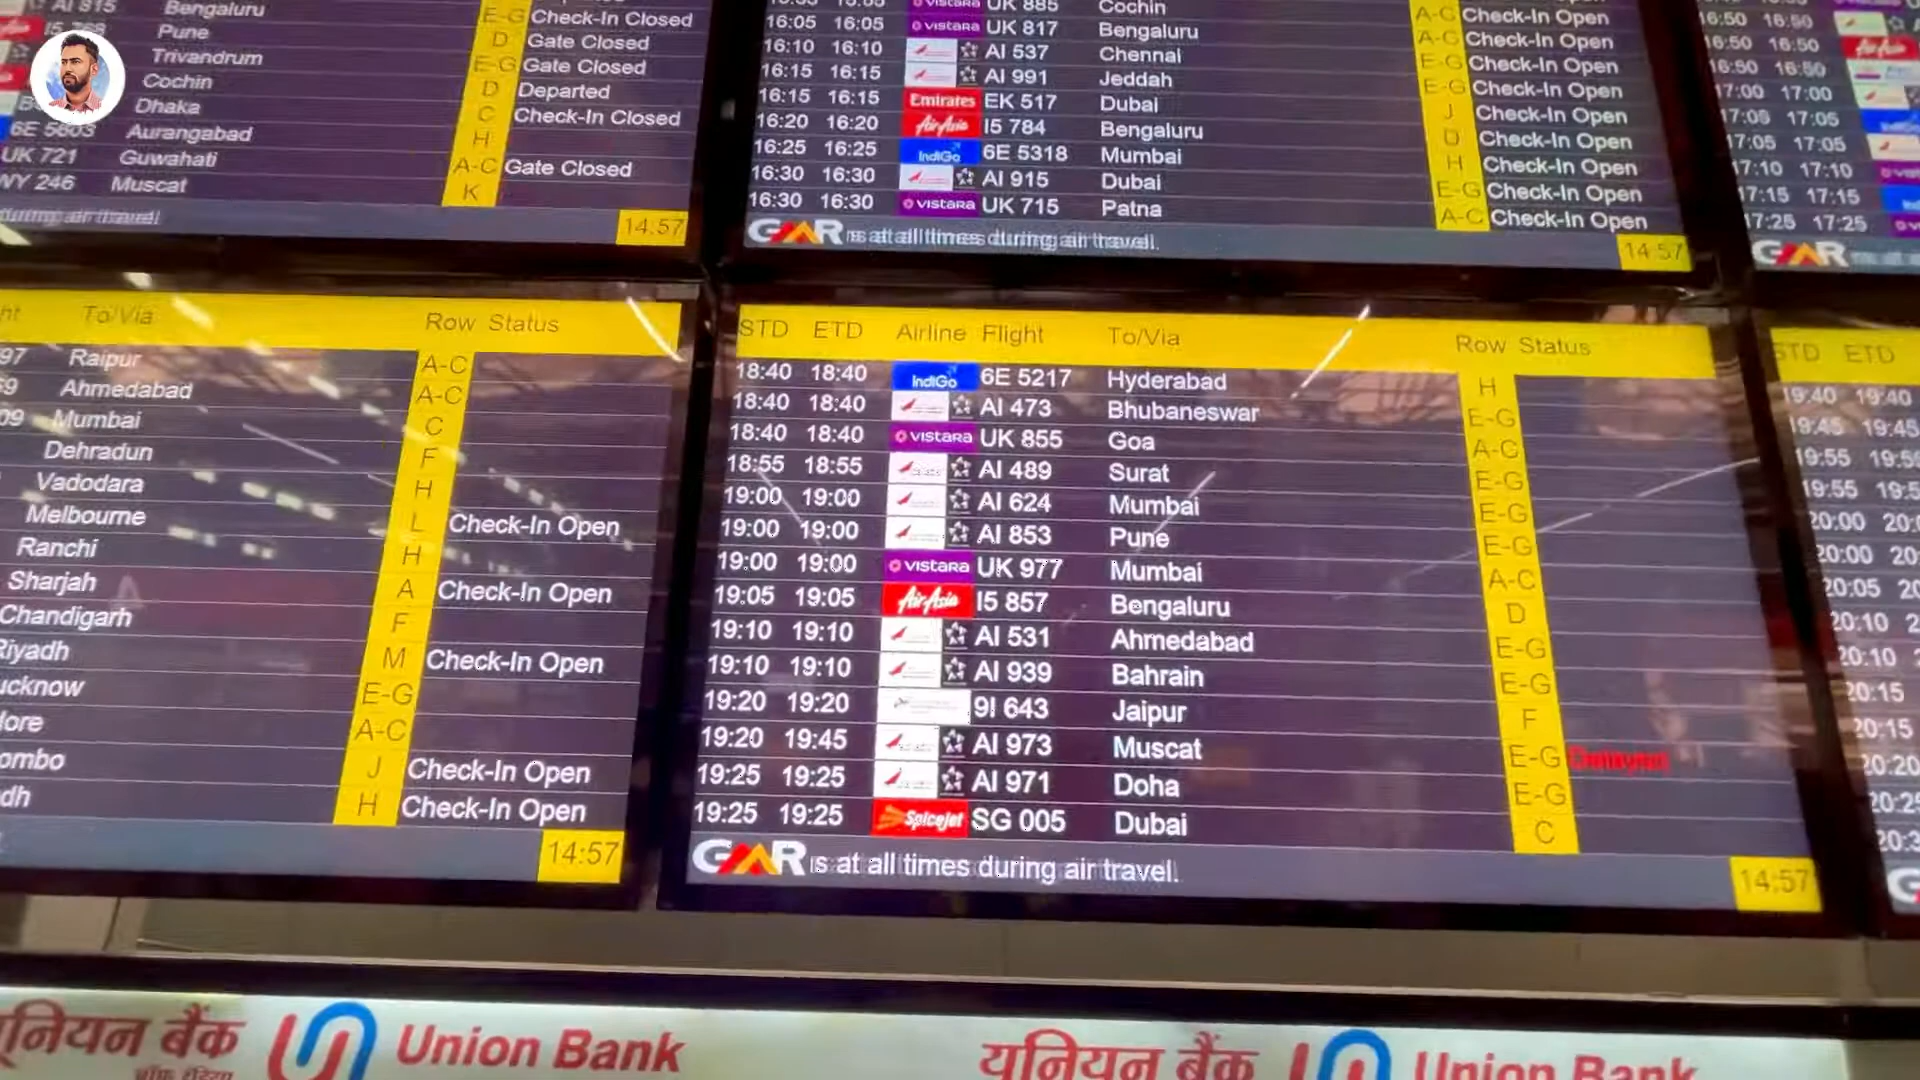 AI 815 Bengaluru
Pune E-G Check-In Closed
Trivandrum D Gate Closed
Cochin E-G Gate Closed
Dhaka D Departed
6E 5603 Aurangabad C Check-In Closed
UK 721 Guwahati H
WY 246 Muscat A-C Gate Closed
K
during air travel
14:57
vistara UK 885 Cochin A-C Check-In Open
16:05 16:05 vistara UK 817 Bengaluru A-G Check-In Open
16:10 16:10 AI 537 Chennai E-G Check-In Open
16:15 16:15 AI 991 Jeddah E-G Check-In Open
16:15 16:15 Emirates EK 517 Dubai J Check-In Open
16:20 16:20 AirAsia I5 784 Bengaluru D Check-In Open
16:25 16:25 IndiGo 6E 5318 Mumbai H Check-In Open
16:30 16:30 AI 915 Dubai E-G Check-In Open
16:30 16:30 vistara UK 715 Patna A-C Check-In Open
GMR is at all times during air travel.
14:57
16:50 16:50
16:50 16:50
16:50 16:50
17:00 17:00
17:05 17:05
17:05 17:05
17:10 17:10
17:15 17:15
17:25 17:25
GMR
To/Via Row Status
97 Raipur A-C
Ahmedabad A-C
09 Mumbai C
Dehradun F
Vadodara H
Melbourne L Check-In Open
Ranchi H
Sharjah A Check-In Open
Chandigarh F
Riyadh M Check-In Open
ucknow E-G
lore A-C
ombo J Check-In Open
dh H Check-In Open
14:57
STD ETD Airline Flight To/Via Row Status
18:40 18:40 IndiGo 6E 5217 Hyderabad H
18:40 18:40 AI 473 Bhubaneswar E-G
18:40 18:40 vistara UK 855 Goa A-C
18:55 18:55 AI 489 Surat E-G
19:00 19:00 AI 624 Mumbai E-G
19:00 19:00 AI 853 Pune E-G
19:00 19:00 vistara UK 977 Mumbai A-C
19:05 19:05 AirAsia I5 857 Bengaluru D
19:10 19:10 AI 531 Ahmedabad E-G
19:10 19:10 AI 939 Bahrain E-G
19:20 19:20 9I 643 Jaipur F
19:20 19:45 AI 973 Muscat E-G Delayed
19:25 19:25 AI 971 Doha E-G
19:25 19:25 Spicejet SG 005 Dubai C
GMR is at all times during air travel.
14:57
STD ETD
19:40 19:40
19:45 19:45
19:55
19:55
20:00
20:00
20:05
20:10
20:10
20:15
20:15
20:20
यूनियन बैंक Union Bank
यूनियन बैंक Union Bank